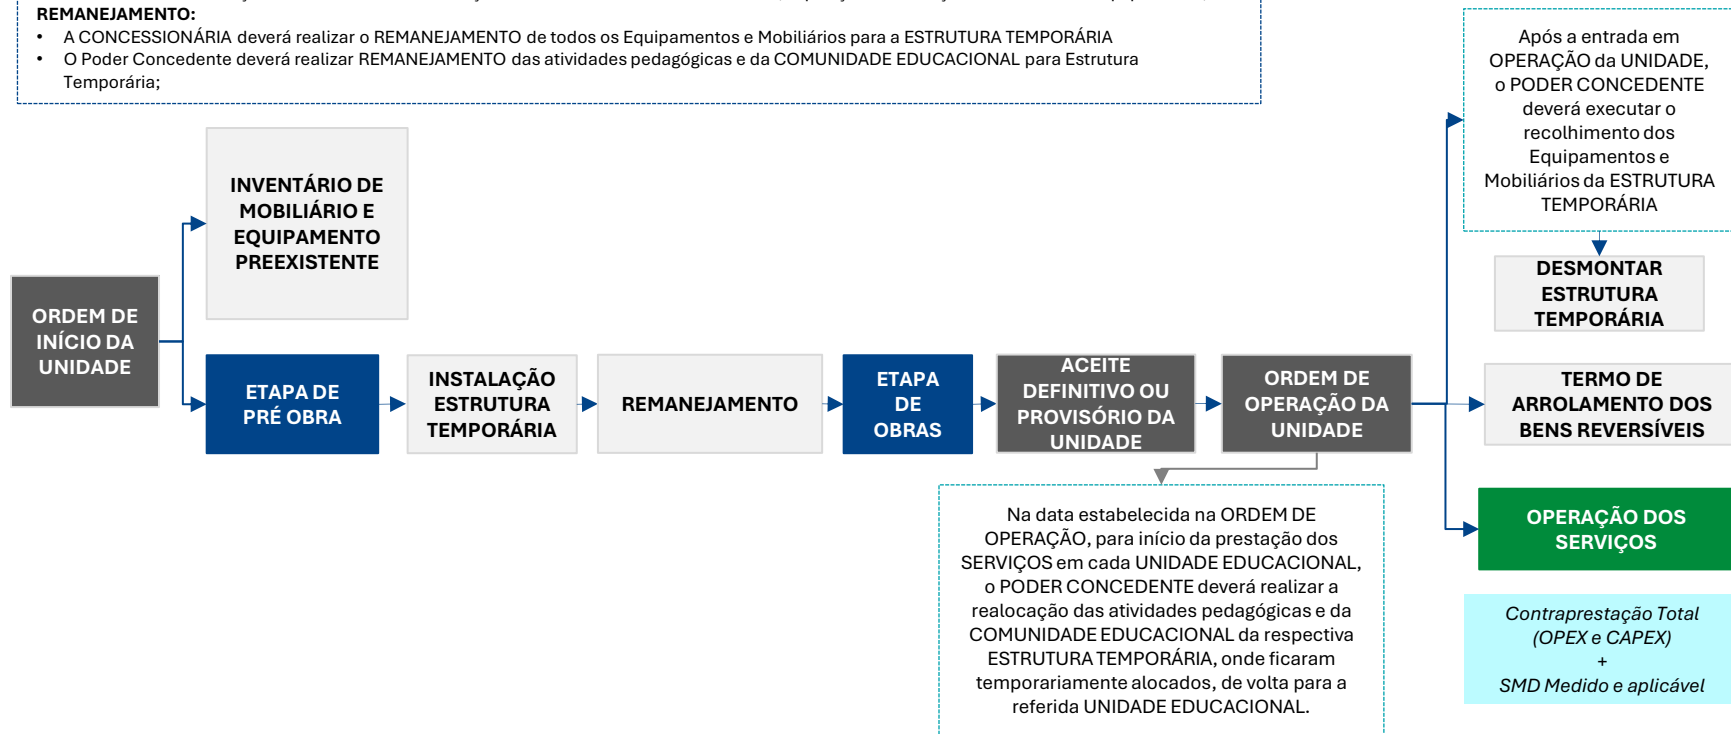 REMANEJAMENTO:
• A CONCESSIONÁRIA deverá realizar o REMANEJAMENTO de todos os Equipamentos e Mobiliários para a ESTRUTURA TEMPORÁRIA
• O Poder Concedente deverá realizar REMANEJAMENTO das atividades pedagógicas e da COMUNIDADE EDUCACIONAL para Estrutura
Temporária;
Após a entrada em
OPERAÇÃO da UNIDADE,
o PODER CONCEDENTE
deverá executar o
recolhimento dos
Equipamentos e
Mobiliários da ESTRUTURA
TEMPORÁRIA
INVENTÁRIO DE
MOBILIÁRIO E
EQUIPAMENTO
PREEXISTENTE
DESMONTAR
ESTRUTURA
TEMPORÁRIA
ORDEM DE
INÍCIO DA
UNIDADE
ETAPA DE
PRÉ OBRA
INSTALAÇÃO
ESTRUTURA
TEMPORÁRIA
REMANEJAMENTO
ETAPA
DE
OBRAS
ACEITE
DEFINITIVO OU
PROVISÓRIO DA
UNIDADE
ORDEM DE
OPERAÇÃO DA
UNIDADE
TERMO DE
ARROLAMENTO DOS
BENS REVERSÍVEIS
Na data estabelecida na ORDEM DE
OPERAÇÃO, para início da prestação dos
SERVIÇOS em cada UNIDADE EDUCACIONAL,
o PODER CONCEDENTE deverá realizar a
realocação das atividades pedagógicas e da
COMUNIDADE EDUCACIONAL da respectiva
ESTRUTURA TEMPORÁRIA, onde ficaram
temporariamente alocados, de volta para a
referida UNIDADE EDUCACIONAL.
OPERAÇÃO DOS
SERVIÇOS
Contraprestação Total
(OPEX e CAPEX)
+
SMD Medido e aplicável